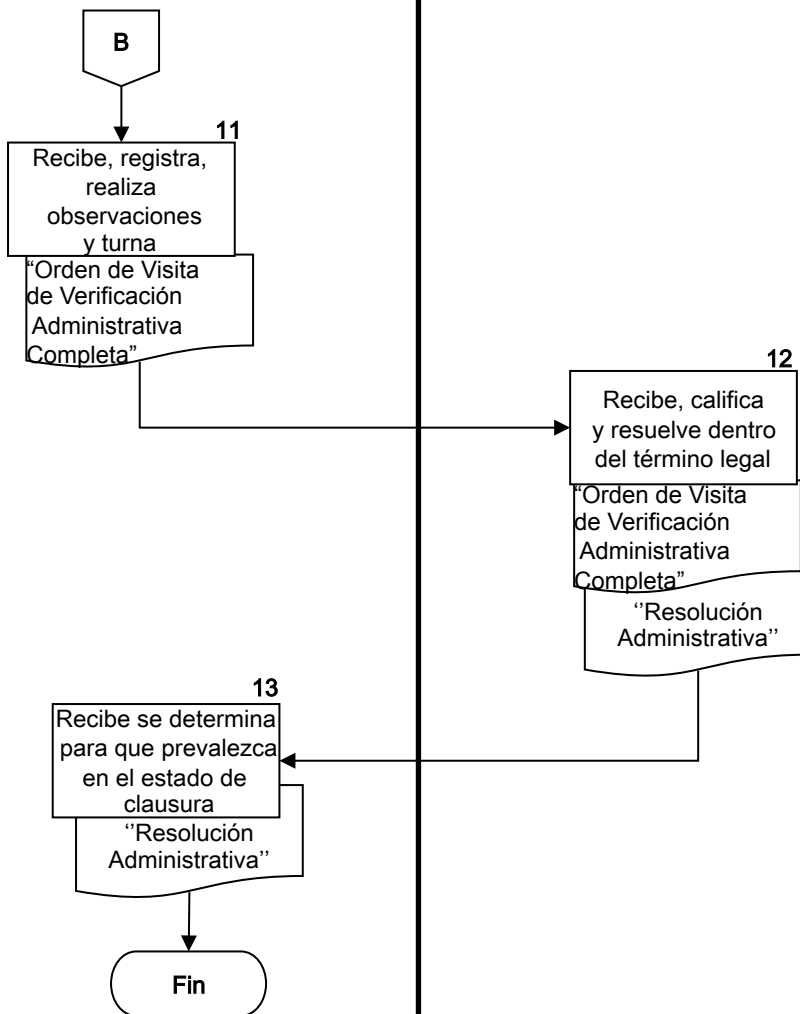 B
11
Recibe, registra,
realiza
observaciones
y turna
“Orden de Visita
de Verificación
Administrativa
Completa”
12
Recibe, califica
y resuelve dentro
del término legal
“Orden de Visita
de Verificación
Administrativa
Completa”
‘’Resolución
Administrativa’’
13
Recibe se determina
para que prevalezca
en el estado de
clausura
‘’Resolución
Administrativa’’
Fin